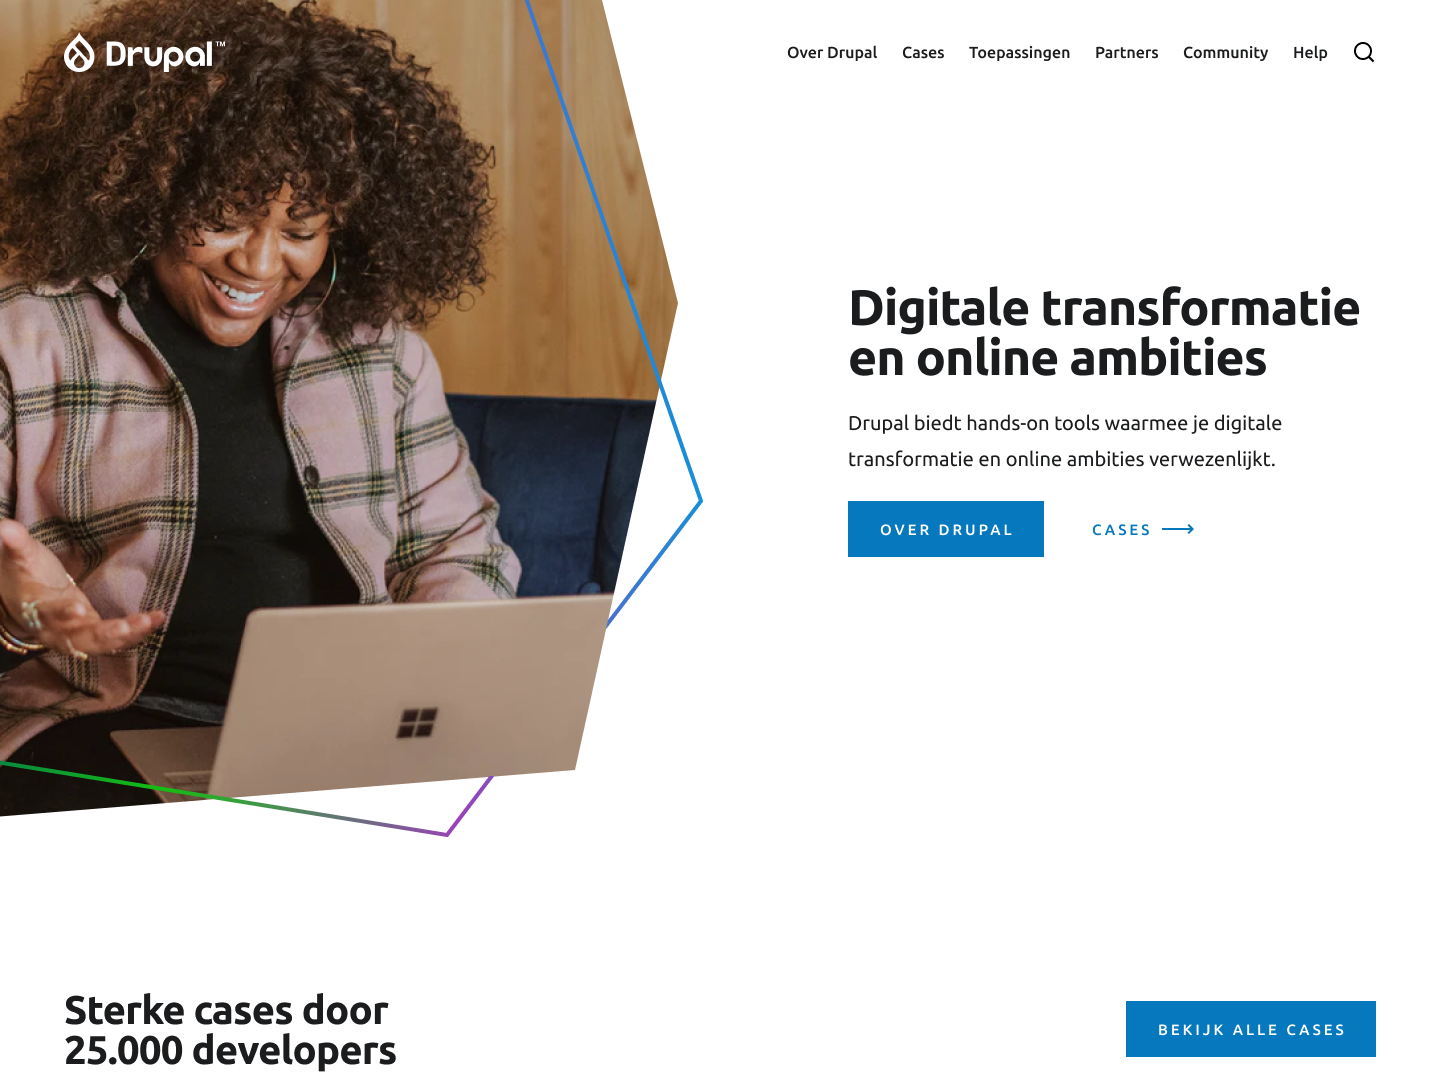 Drupal™
Over Drupal Cases Toepassingen Partners Community Help
Digitale transformatie
en online ambities
Drupal biedt hands-on tools waarmee je digitale
transformatie en online ambities verwezenlijkt.
OVER DRUPAL CASES
Sterke cases door
25.000 developers
BEKIJK ALLE CASES